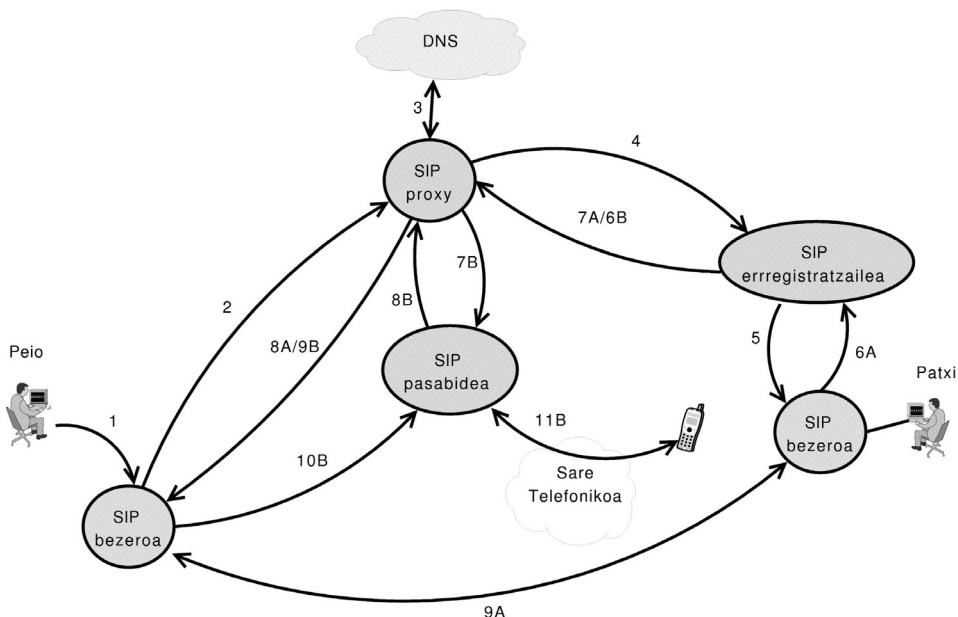 DNS
3
4
SIP
proxy
7A/6B
SIP
errregistratzailea
7B
8B
2
8A/9B
SIP
pasabidea
5
6A
Peio
Patxi
1
11B
SIP
bezeroa
10B
Sare
Telefonikoa
SIP
bezeroa
9A